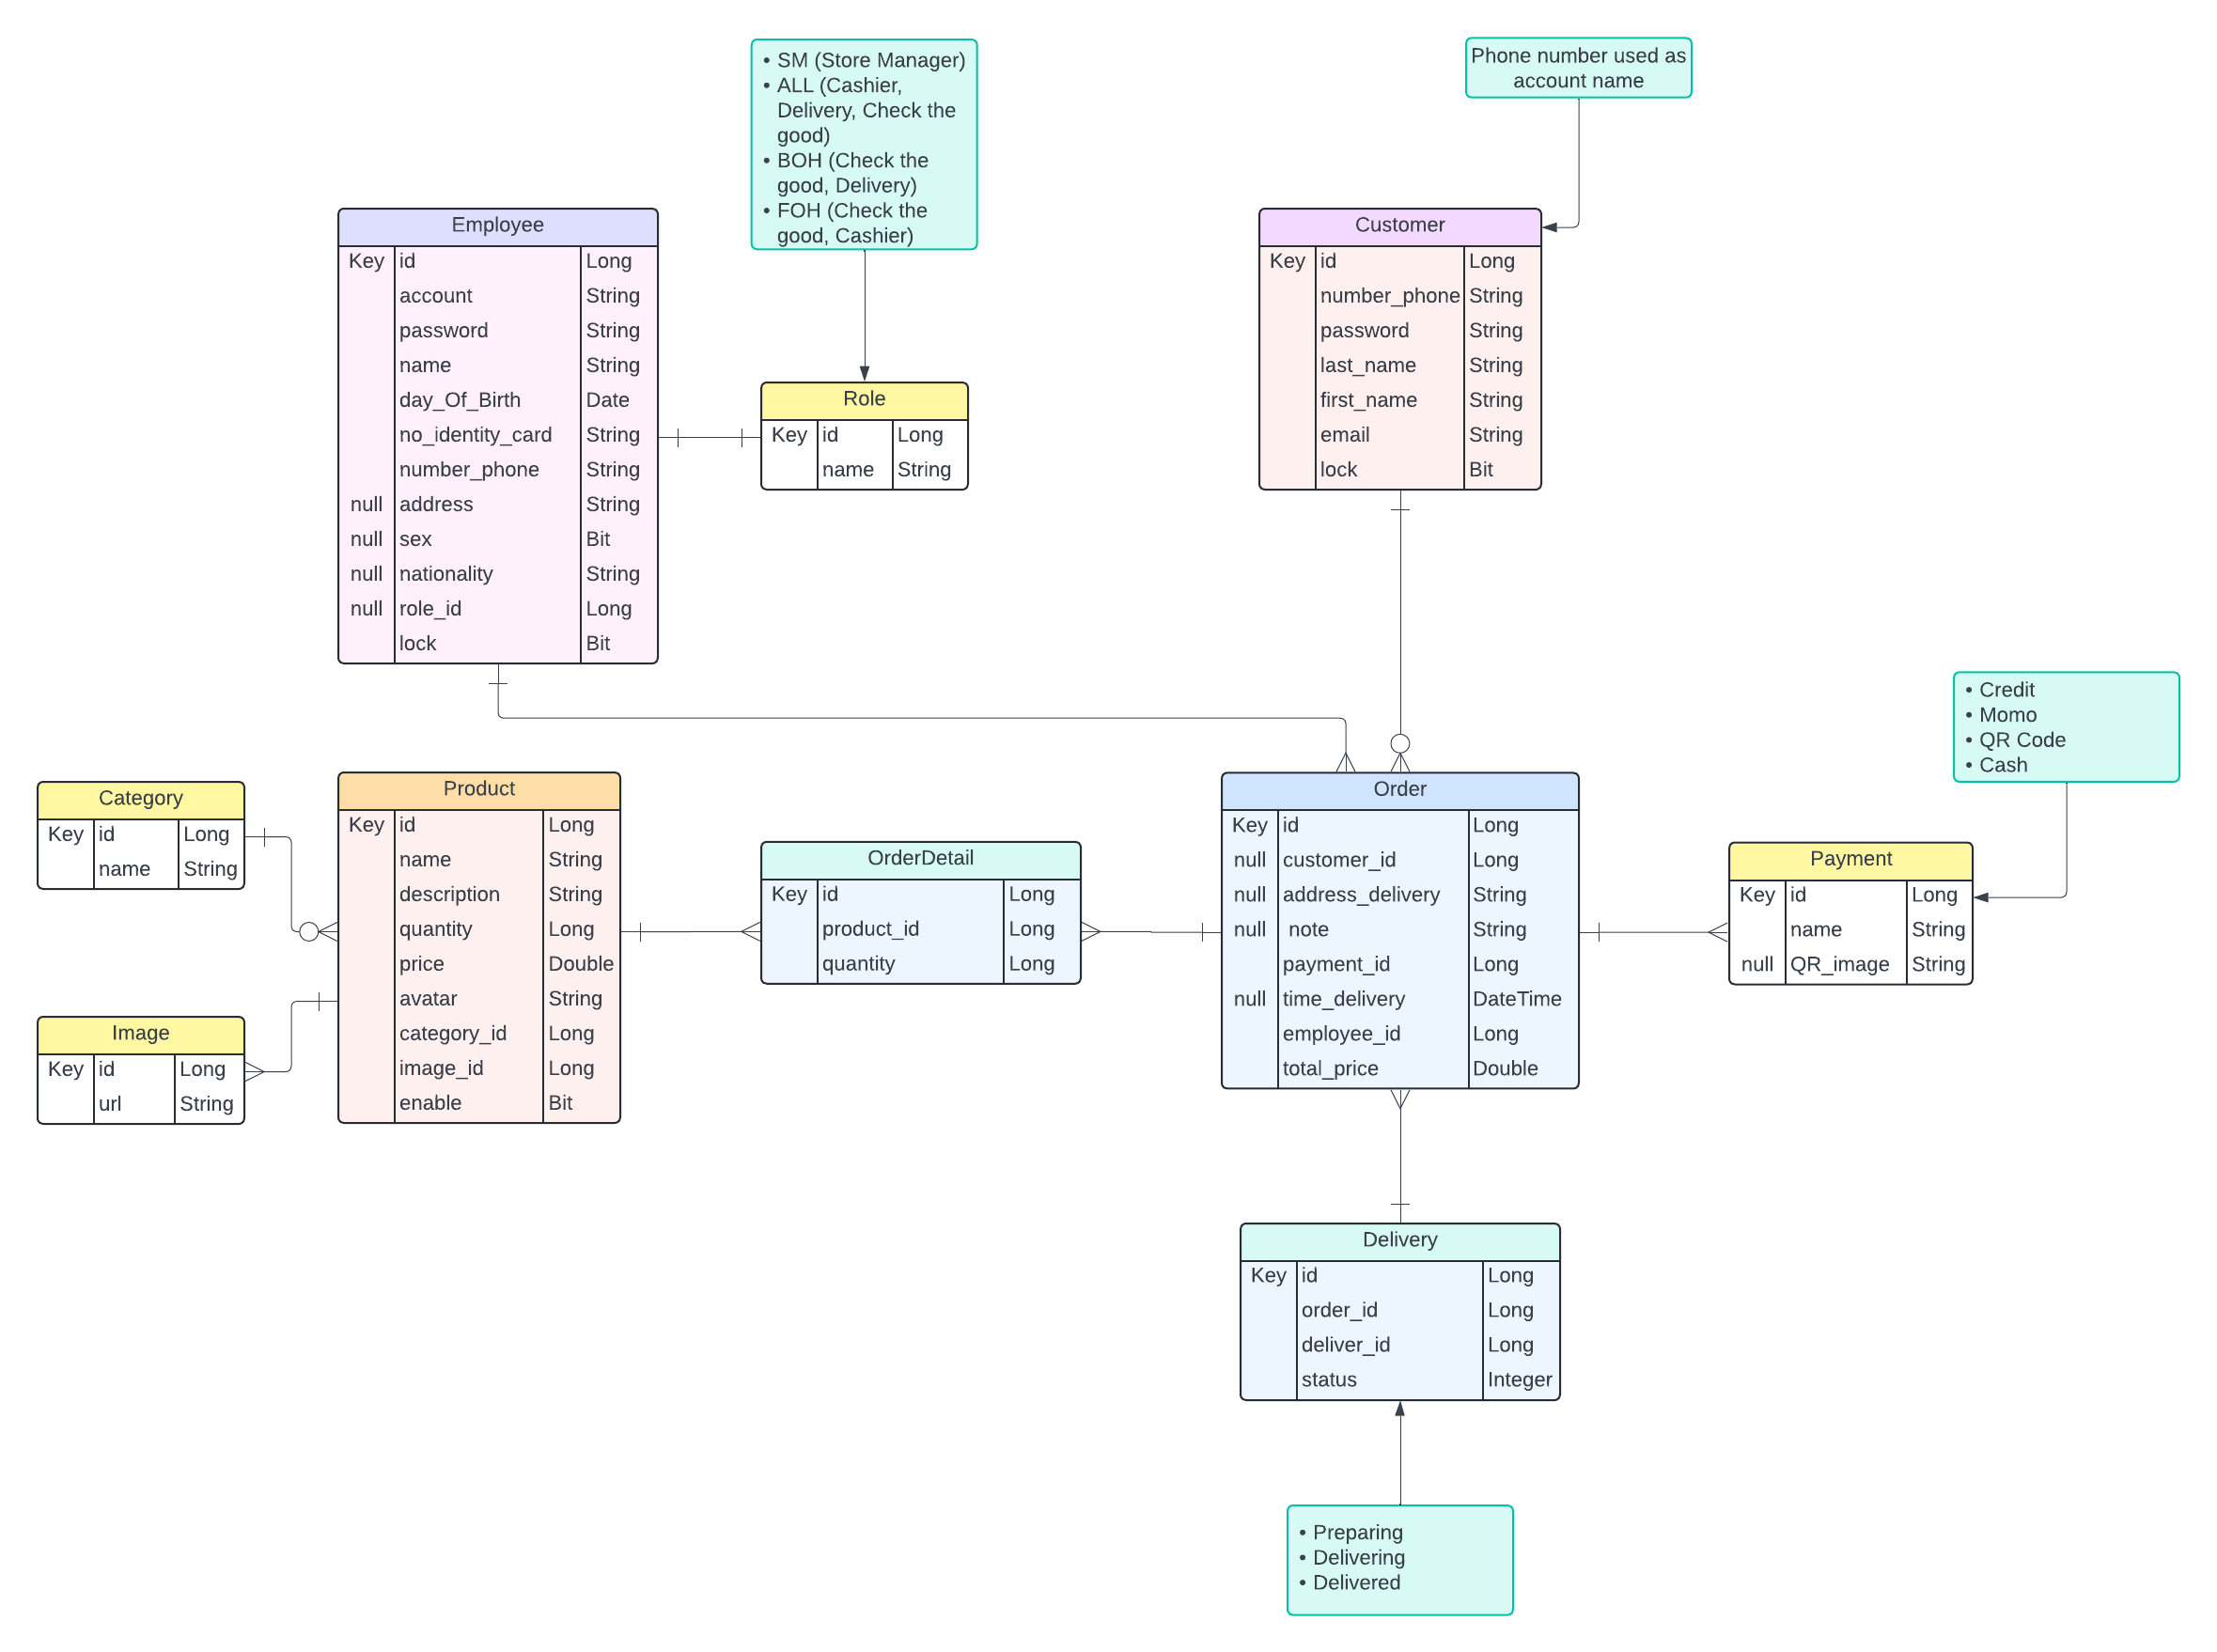 • SM (Store Manager)
• ALL (Cashier,
Delivery, Check the
good)
• BOH (Check the
good, Delivery)
• FOH (Check the
good, Cashier)
Phone number used as
account name
Employee
Key id Long
account String
password String
name String
day_Of_Birth Date
no_identity_card String
number_phone String
null address String
null sex Bit
null nationality String
null role_id Long
lock Bit
Role
Key id Long
name String
Customer
Key id Long
number_phone String
password String
last_name String
first_name String
email String
lock Bit
• Credit
• Momo
• QR Code
• Cash
Category
Key id Long
name String
Product
Key id Long
name String
description String
quantity Long
price Double
avatar String
category_id Long
image_id Long
enable Bit
OrderDetail
Key id Long
product_id Long
quantity Long
Order
Key id Long
null customer_id Long
null address_delivery String
null note String
payment_id Long
null time_delivery DateTime
employee_id Long
total_price Double
Payment
Key id Long
name String
null QR_image String
Image
Key id Long
url String
Delivery
Key id Long
order_id Long
deliver_id Long
status Integer
• Preparing
• Delivering
• Delivered